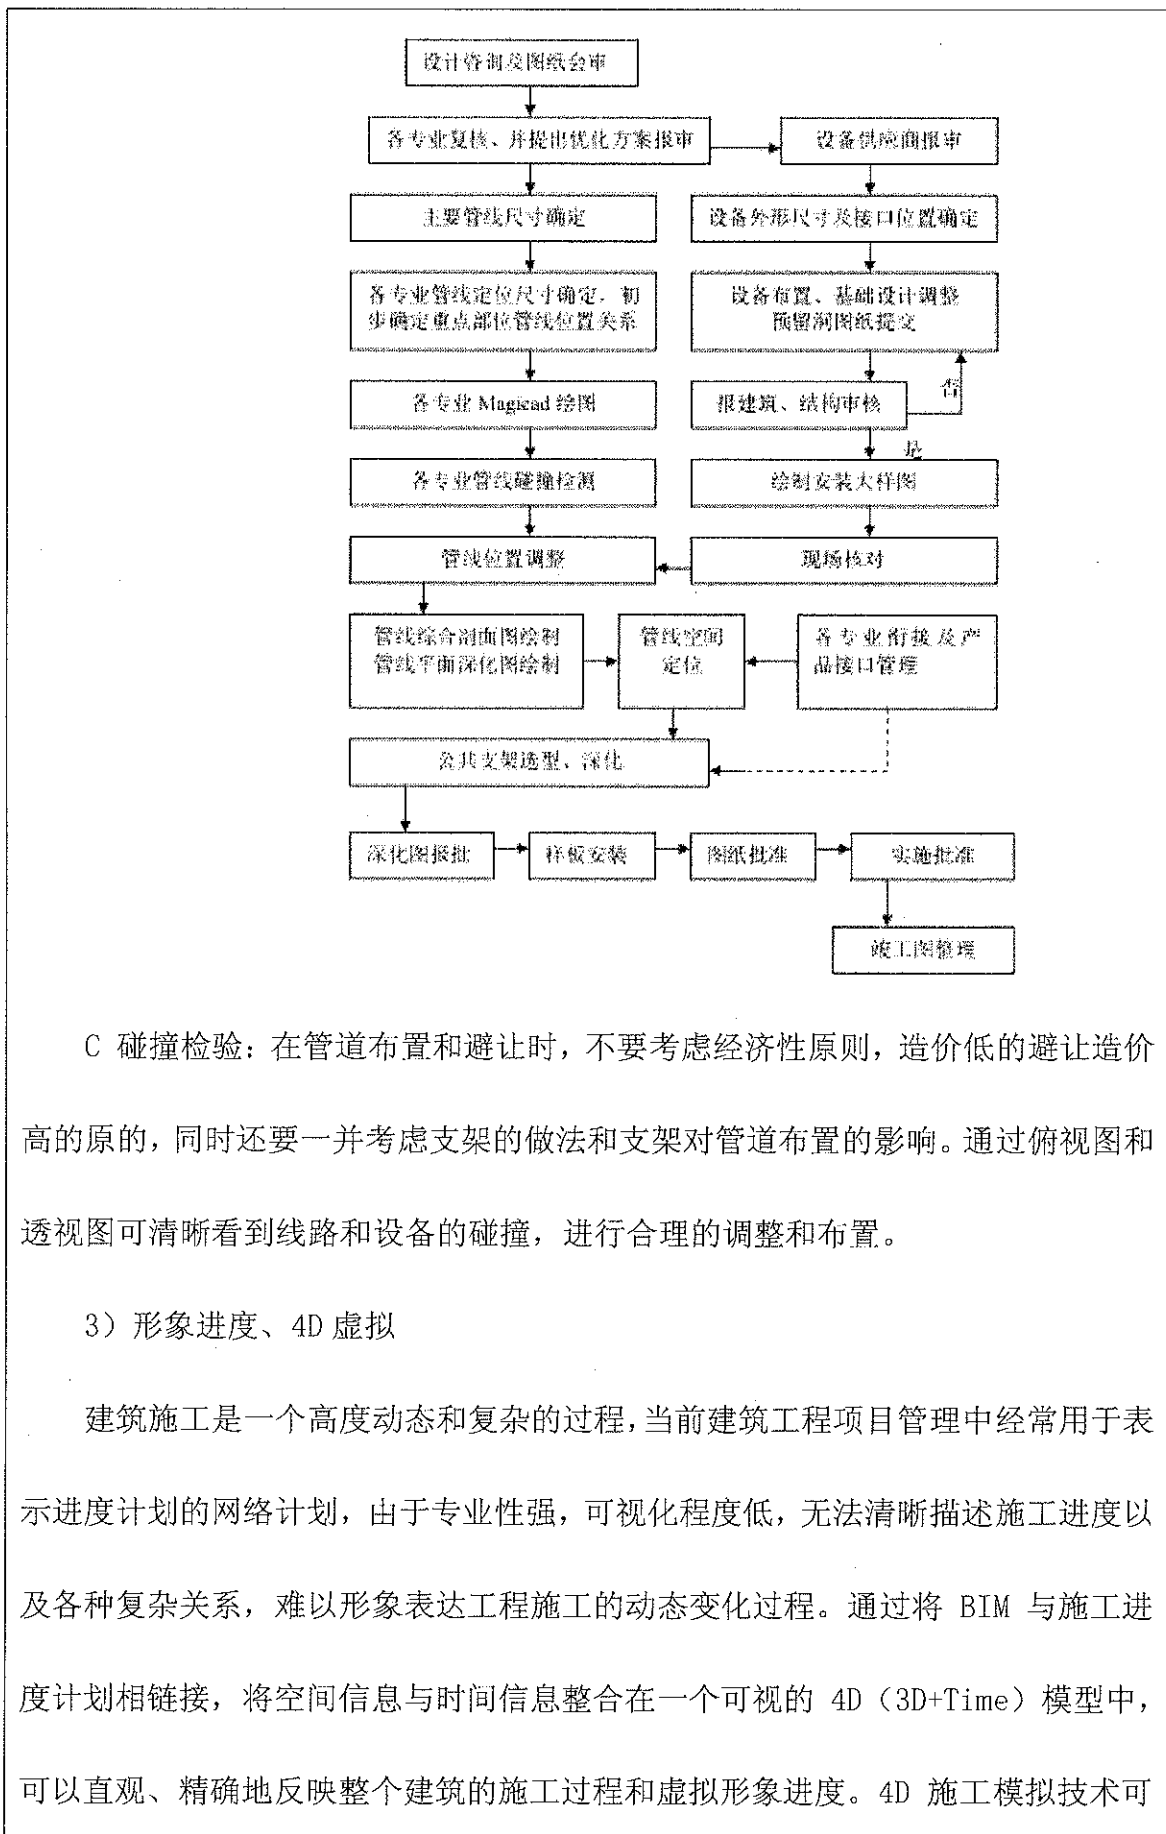 设计咨询及图纸会审
各专业复核、并提出优化方案报审
设备供应商报审
主要管线尺寸确定
设备外形尺寸及接口位置确定
各专业管线定位尺寸确定，初
步确定重点部位管线位置关系
设备布置、基础设计调整
预留洞图纸提交
各专业 Magicad 绘图
报建筑、结构审核
否
是
各专业管线碰撞检测
绘制安装大样图
管线位置调整
现场核对
管线综合剖面图绘制
管线平面深化图绘制
管线空间
定位
各专业衔接及产
品接口管理
公共支架选型、深化
深化图报批
样板安装
图纸批准
实施批准
竣工图整理
C 碰撞检验：在管道布置和避让时，不要考虑经济性原则，造价低的避让造价
高的原的，同时还要一并考虑支架的做法和支架对管道布置的影响。通过俯视图和
透视图可清晰看到线路和设备的碰撞，进行合理的调整和布置。
3）形象进度、4D 虚拟
建筑施工是一个高度动态和复杂的过程，当前建筑工程项目管理中经常用于表
示进度计划的网络计划，由于专业性强，可视化程度低，无法清晰描述施工进度以
及各种复杂关系，难以形象表达工程施工的动态变化过程。通过将 BIM 与施工进
度计划相链接，将空间信息与时间信息整合在一个可视的 4D（3D+Time）模型中，
可以直观、精确地反映整个建筑的施工过程和虚拟形象进度。4D 施工模拟技术可